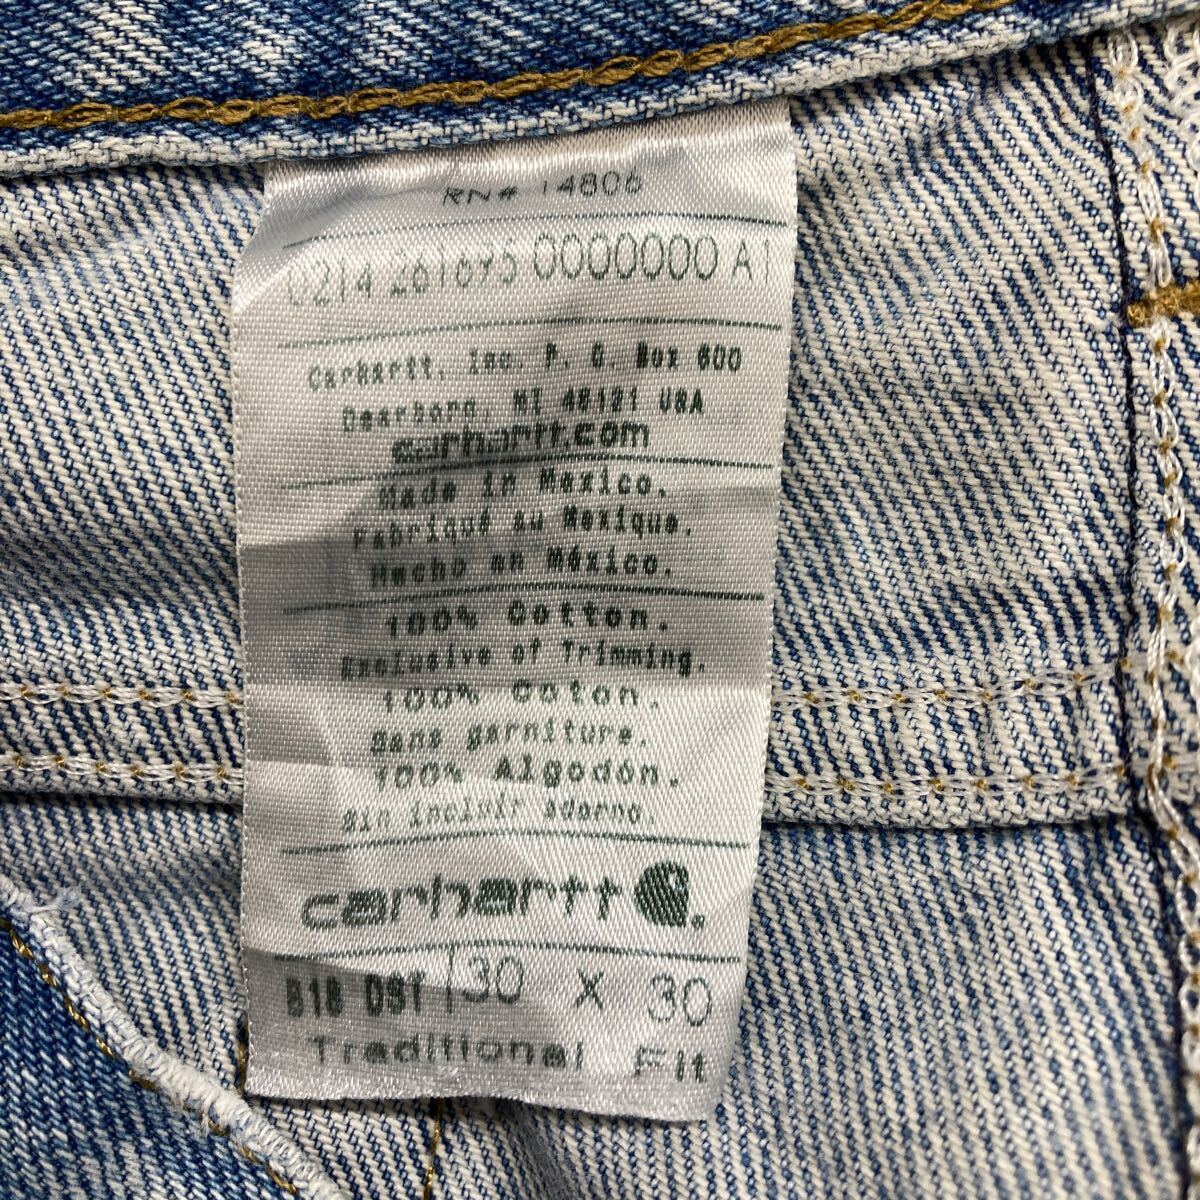 RN# 14806
0214 261695 0000000 A1
Carhartt, Inc. P. O. Box 600
Dearborn, MI 48121 USA
carhartt.com
Made in Mexico.
Fabriqué au Mexique.
Hecho en México.
100% Cotton.
Exclusive of Trimming.
100% Coton.
Sans garniture.
100% Algodón.
Sin incluir adorno.
carhartt
B18 DST 30 X 30
Traditional Fit